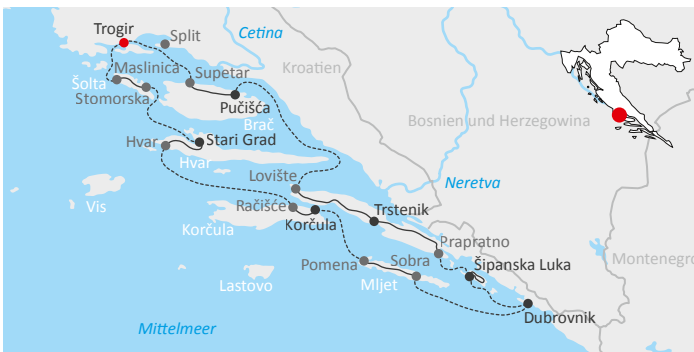 Trogir
Split
Cetina
Kroatien
Maslinica
Supetar
Šolta
Stomorska
Pučišća
Brač
Bosnien und Herzegowina
Hvar
Stari Grad
Hvar
Lovište
Neretva
Vis
Račišće
Trstenik
Korčula
Korčula
Prapratno
Pomena
Sobra
Šipanska Luka
Montenegro
Lastovo
Mljet
Dubrovnik
Mittelmeer